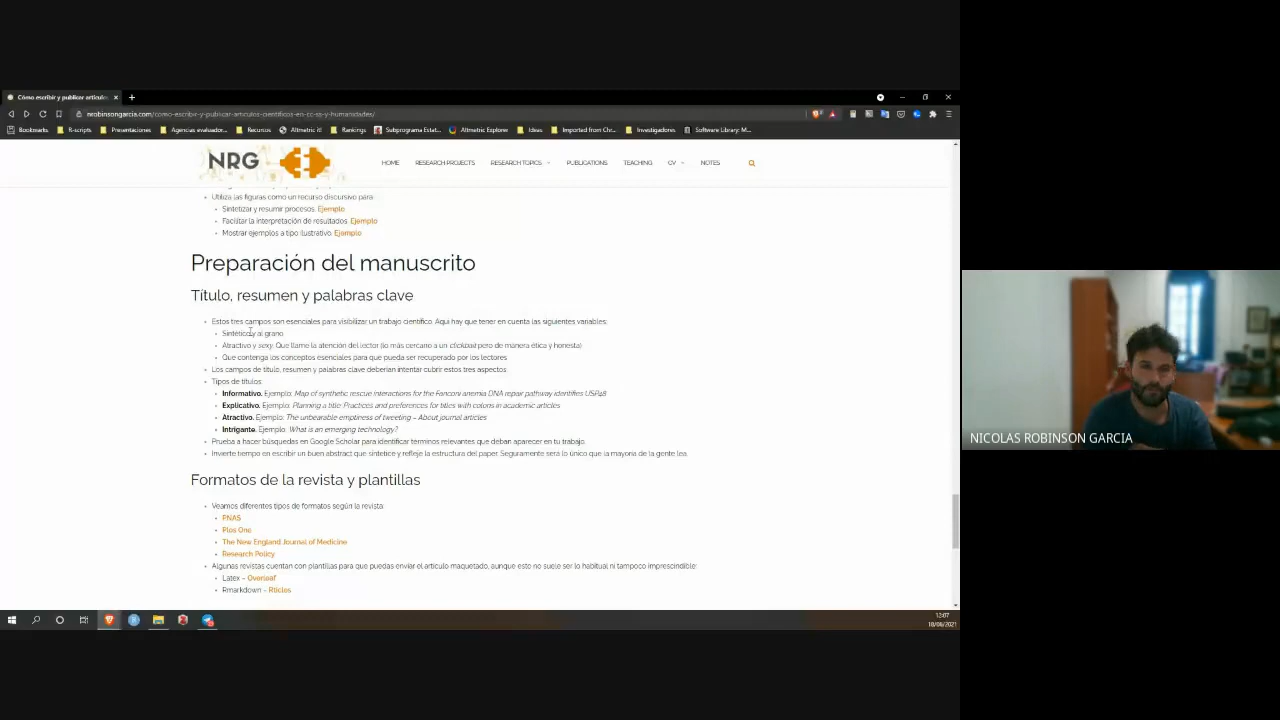 Cómo escribir y publicar artículos
nrobinsongarcia.com/como-escribir-y-publicar-articulos-cientificos-en-cc-ss-y-humanidades/
Bookmarks R-scripts Presentaciones Agencias evaluador... Recursos Altmetric it! Rankings Subprograma Estat... Altmetric Explorer Ideas Imported from Chr... Investigadores Software Library: M...
NRG HOME RESEARCH PROJECTS RESEARCH TOPICS PUBLICATIONS TEACHING CV NOTES
Utiliza las figuras como un recurso discursivo para
Sintetizar y resumir procesos. Ejemplo
Facilitar la interpretación de resultados. Ejemplo
Mostrar ejemplos a tipo ilustrativo. Ejemplo
Preparación del manuscrito
Título, resumen y palabras clave
Estos tres campos son esenciales para visibilizar un trabajo científico. Aquí hay que tener en cuenta las siguientes variables:
Sintético y al grano
Atractivo y sexy. Que llame la atención del lector (lo más cercano a un clickbait pero de manera ética y honesta)
Que contenga los conceptos esenciales para que pueda ser recuperado por los lectores
Los campos de título, resumen y palabras clave deberían intentar cubrir estos tres aspectos.
Tipos de títulos:
Informativo. Ejemplo: Map of synthetic rescue interactions for the Fanconi anemia DNA repair pathway identifies USP48
Explicativo. Ejemplo: Planning a title: Practices and preferences for titles with colons in academic articles
Atractivo. Ejemplo: The unbearable emptiness of tweeting – About journal articles
Intrigante. Ejemplo: What is an emerging technology?
Prueba a hacer búsquedas en Google Scholar para identificar términos relevantes que deban aparecer en tu trabajo.
Invierte tiempo en escribir un buen abstract que sintetice y refleje la estructura del paper. Seguramente será lo único que la mayoría de la gente lea.
Formatos de la revista y plantillas
Veamos diferentes tipos de formatos según la revista
PNAS
Plos One
The New England Journal of Medicine
Research Policy
Algunas revistas cuentan con plantillas para que puedas enviar el artículo maquetado, aunque esto no suele ser lo habitual ni tampoco imprescindible:
Latex – Overleaf
Rmarkdown – Rticles
13:07
18/06/2021
NICOLAS ROBINSON GARCIA